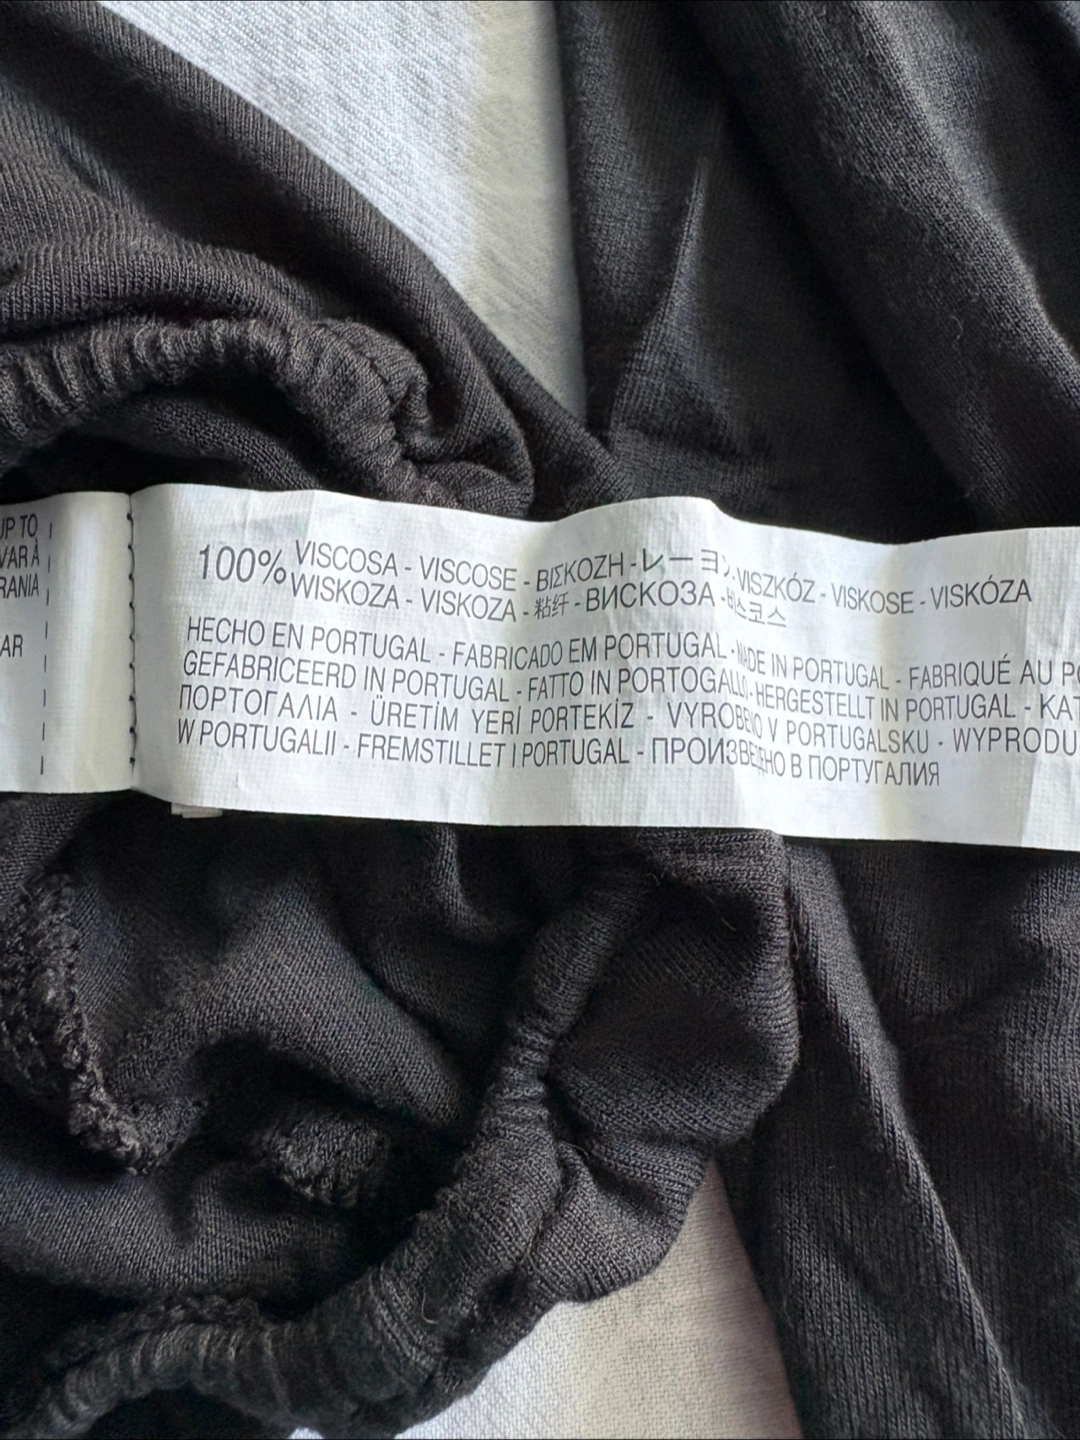 UP TO
VAR Å
RANIA
AR
100% VISCOSA - VISCOSE - ΒΙΣΚΟΖΗ - レーヨン - VISZKÓZ - VISKOSE - VISKÓZA
WISKOZA - VISKOZA - 粘纤 - ВИСКОЗА - 비스코스
HECHO EN PORTUGAL - FABRICADO EM PORTUGAL - MADE IN PORTUGAL - FABRIQUÉ AU PO
GEFABRICEERD IN PORTUGAL - FATTO IN PORTOGALLO - HERGESTELLT IN PORTUGAL - KAT
ΠΟΡΤΟΓΑΛΙΑ - ÜRETİM YERİ PORTEKİZ - VYROBENO V PORTUGALSKU - WYPRODU
W PORTUGALII - FREMSTILLET I PORTUGAL - ПРОИЗВЕДЕНО В ПОРТУГАЛИЯ